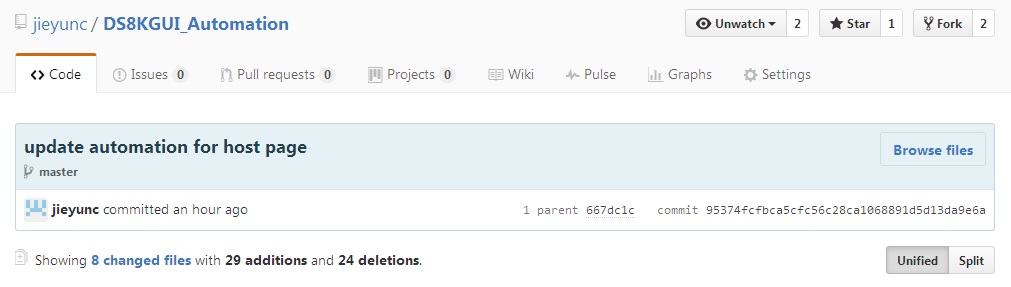 jieyunc / DS8KGUI_Automation
Unwatch 2 Star 1 Fork 2
Code Issues 0 Pull requests 0 Projects 0 Wiki Pulse Graphs Settings
update automation for host page
Browse files
master
jieyunc committed an hour ago 1 parent 667dc1c commit 95374fcfbca5cfc56c28ca1068891d5d13da9e6a
Showing 8 changed files with 29 additions and 24 deletions.
Unified Split